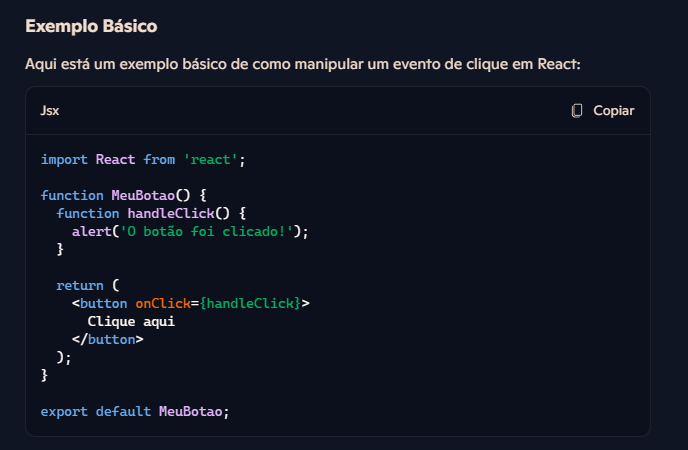 Exemplo Básico
Aqui está um exemplo básico de como manipular um evento de clique em React:
Jsx
Copiar
import React from 'react';
function MeuBotao() {
  function handleClick() {
    alert('O botão foi clicado!');
  }
  return (
    <button onClick={handleClick}>
      Clique aqui
    </button>
  );
}
export default MeuBotao;